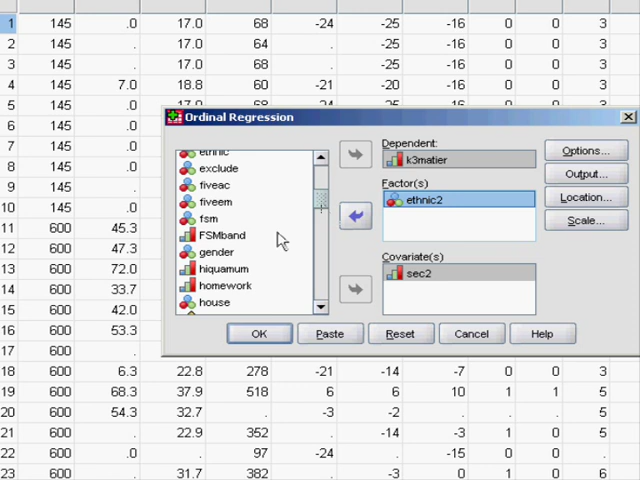 1 145 .0 17.0 68 -24 -25 -16 0 0 3
2 145 . 17.0 64 . -25 -16 0 0 3
3 145 . 17.0 68 . -25 -16 0 0 3
4 145 7.0 18.8 60 -21 -20 -16 0 0 3
5 145 .0
6 145 .0
7 145 .0
8 145 .0
9 145 .
10 145 .0
11 600 45.3
12 600 47.3
13 600 72.0
14 600 33.7
15 600 42.0
16 600 53.3
17 600 .
18 600 6.3 22.8 278 -21 -14 -7 0 0 3
19 600 68.3 37.9 518 6 6 10 1 1 5
20 600 54.3 32.7 . -3 -2 . . . 5
21 600 . 22.9 352 . -14 -3 1 0 5
22 600 .0 . 97 -24 . -15 0 0 .
23 600 . 31.7 382 . -3 0 1 0 6
Ordinal Regression
ethnic
exclude
fiveac
fiveem
fsm
FSMband
gender
hiquamum
homework
house
Dependent:
k3matier
Factor(s)
ethnic2
Covariate(s)
sec2
Options...
Output...
Location...
Scale...
OK Paste Reset Cancel Help